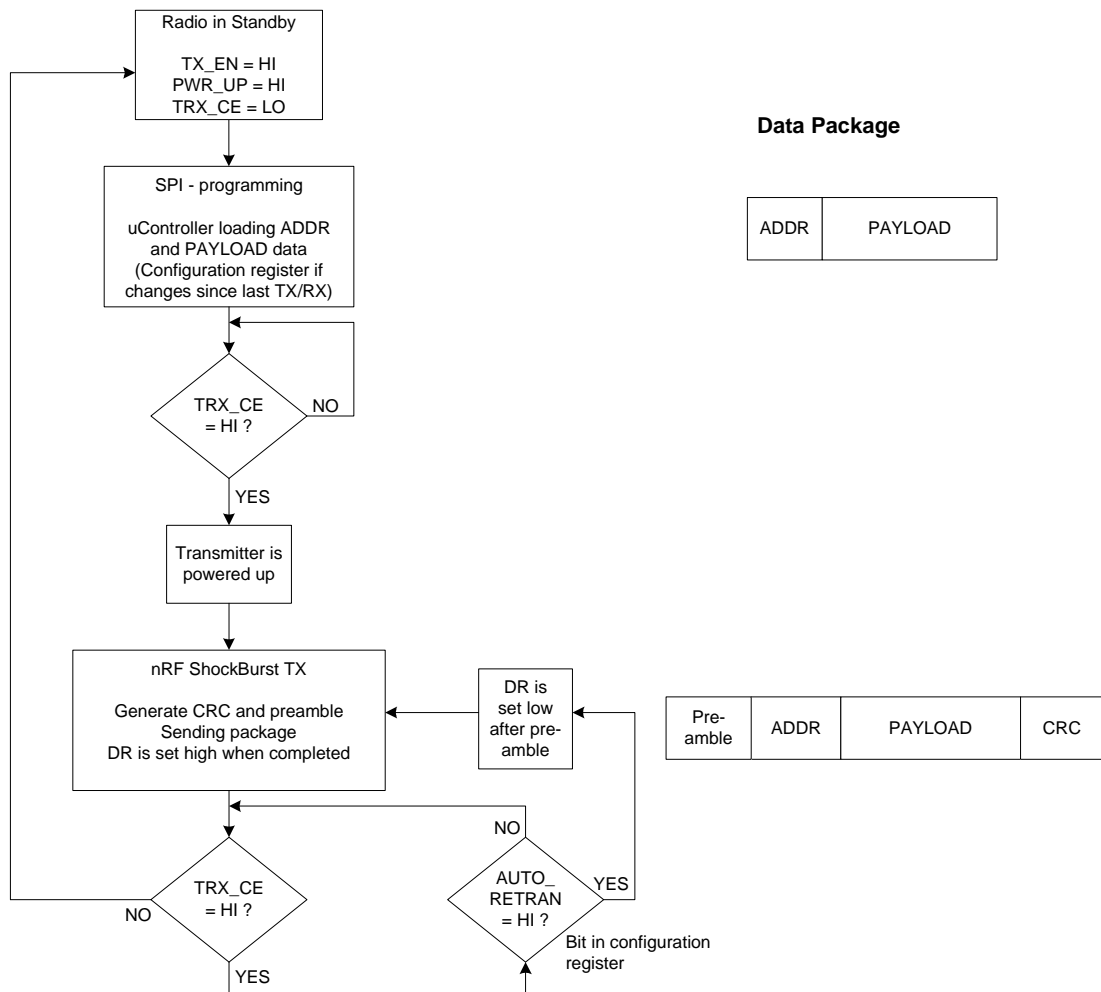 Radio in Standby
TX_EN = HI
PWR_UP = HI
TRX_CE = LO
Data Package
SPI - programming
uController loading ADDR
and PAYLOAD data
(Configuration register if
changes since last TX/RX)
ADDR
PAYLOAD
TRX_CE
= HI ?
NO
YES
Transmitter is
powered up
nRF ShockBurst TX
Generate CRC and preamble
Sending package
DR is set high when completed
DR is
set low
after pre-
amble
Pre-
amble
ADDR
PAYLOAD
CRC
NO
TRX_CE
= HI ?
NO
YES
AUTO_
RETRAN
= HI ?
YES
Bit in configuration
register